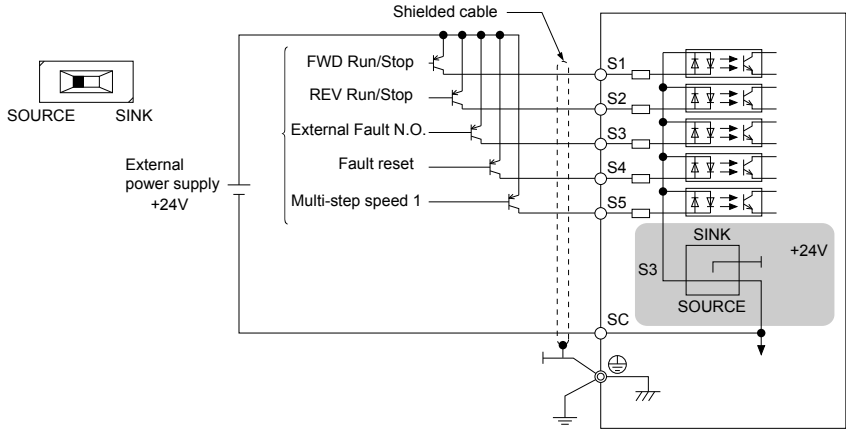 Shielded cable
FWD Run/Stop
REV Run/Stop
External Fault N.O.
Fault reset
Multi-step speed 1
SOURCE SINK
External
power supply
+24V
S1
S2
S3
S4
S5
SINK
+24V
S3
SOURCE
SC